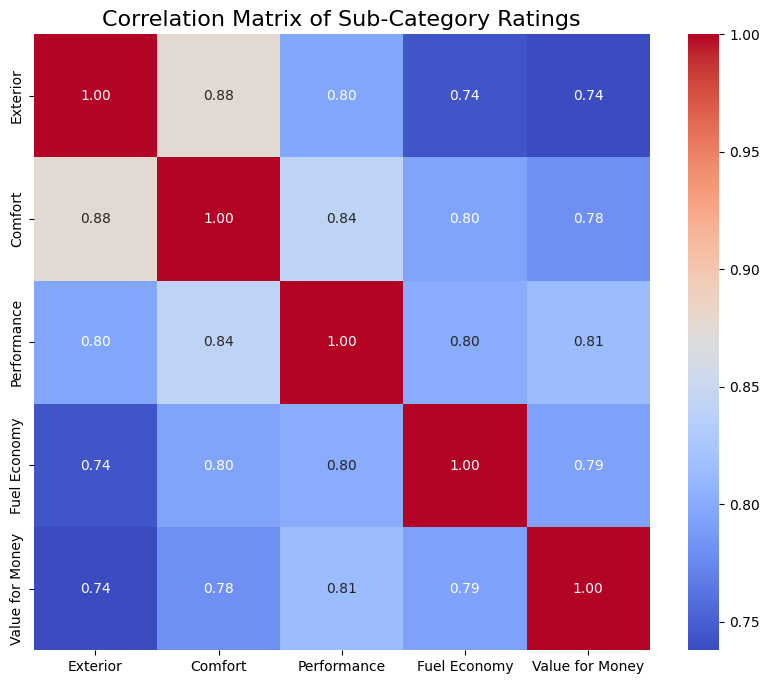 Correlation Matrix of Sub-Category Ratings
Exterior 1.00 0.88 0.80 0.74 0.74
Comfort 0.88 1.00 0.84 0.80 0.78
Performance 0.80 0.84 1.00 0.80 0.81
Fuel Economy 0.74 0.80 0.80 1.00 0.79
Value for Money 0.74 0.78 0.81 0.79 1.00
Exterior Comfort Performance Fuel Economy Value for Money
1.00
0.95
0.90
0.85
0.80
0.75